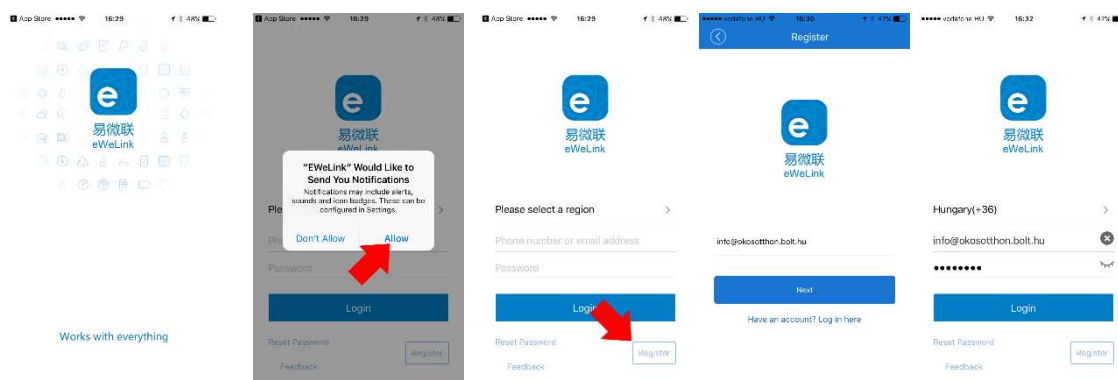 App Store 16:29 48%
易微联
eWeLink
Works with everything
App Store 16:29 48%
易微联
eWeLink
"EWeLink" Would Like to
Send You Notifications
Notifications may include alerts,
sounds and icon badges. These can be
configured in Settings.
Don't Allow Allow
Ple
Password
Login
Reset Password
Register
Feedback
App Store 16:29 48%
易微联
eWeLink
Please select a region
Phone number or email address
Password
Login
Reset Password
Register
Feedback
vodafone HU 16:30 47%
Register
易微联
eWeLink
info@okosotthon.bolt.hu
Next
Have an account? Log in here
vodafone HU 16:32 47%
易微联
eWeLink
Hungary(+36)
info@okosotthon.bolt.hu
Login
Reset Password
Register
Feedback